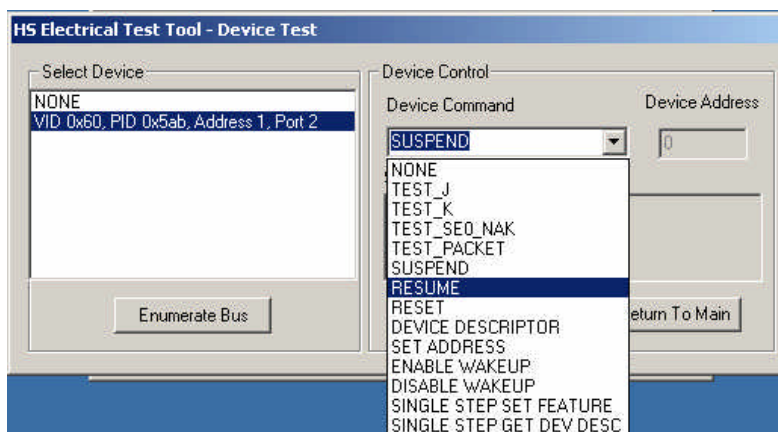 HS Electrical Test Tool - Device Test
Select Device
NONE
VID 0x60, PID 0x5ab, Address 1, Port 2
Enumerate Bus
Device Control
Device Command
Device Address
SUSPEND
0
NONE
TEST_J
TEST_K
TEST_SE0_NAK
TEST_PACKET
SUSPEND
RESUME
RESET
DEVICE DESCRIPTOR
SET ADDRESS
ENABLE WAKEUP
DISABLE WAKEUP
SINGLE STEP SET FEATURE
SINGLE STEP GET DEV DESC
eturn To Main